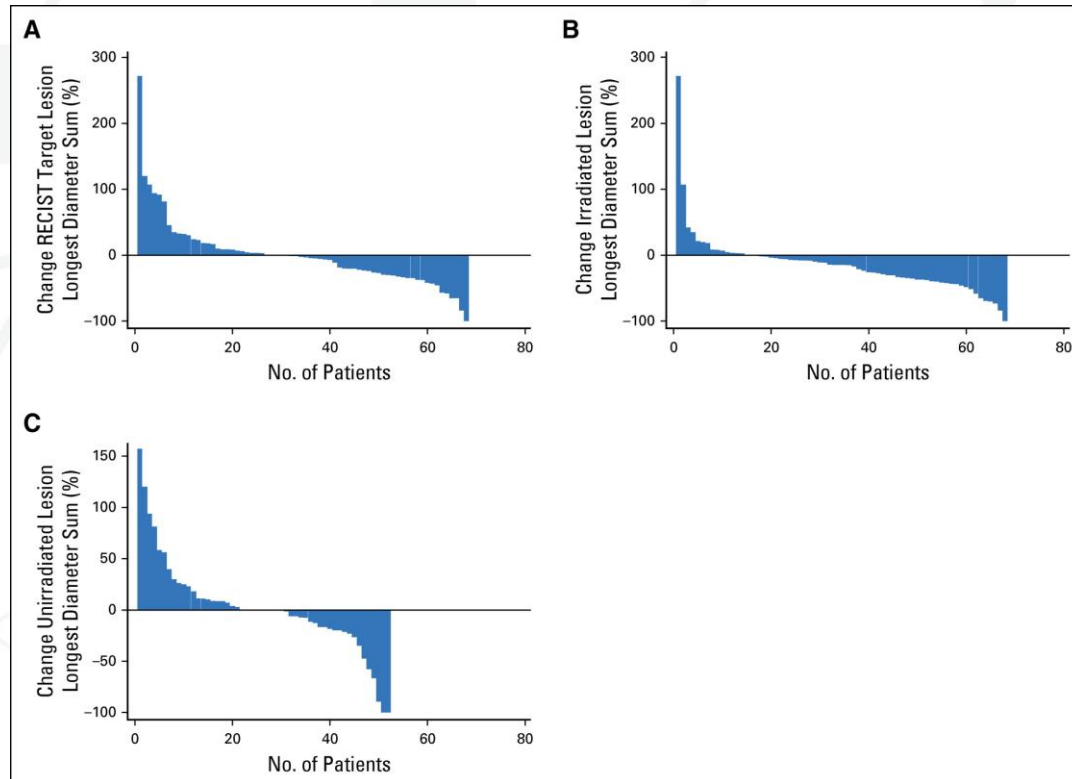 A
Change RECIST Target Lesion
Longest Diameter Sum (%)
300
200
100
0
–100
0 20 40 60 80
No. of Patients
B
Change Irradiated Lesion
Longest Diameter Sum (%)
300
200
100
0
–100
0 20 40 60 80
No. of Patients
C
Change Unirradiated Lesion
Longest Diameter Sum (%)
150
100
50
0
–50
–100
0 20 40 60 80
No. of Patients